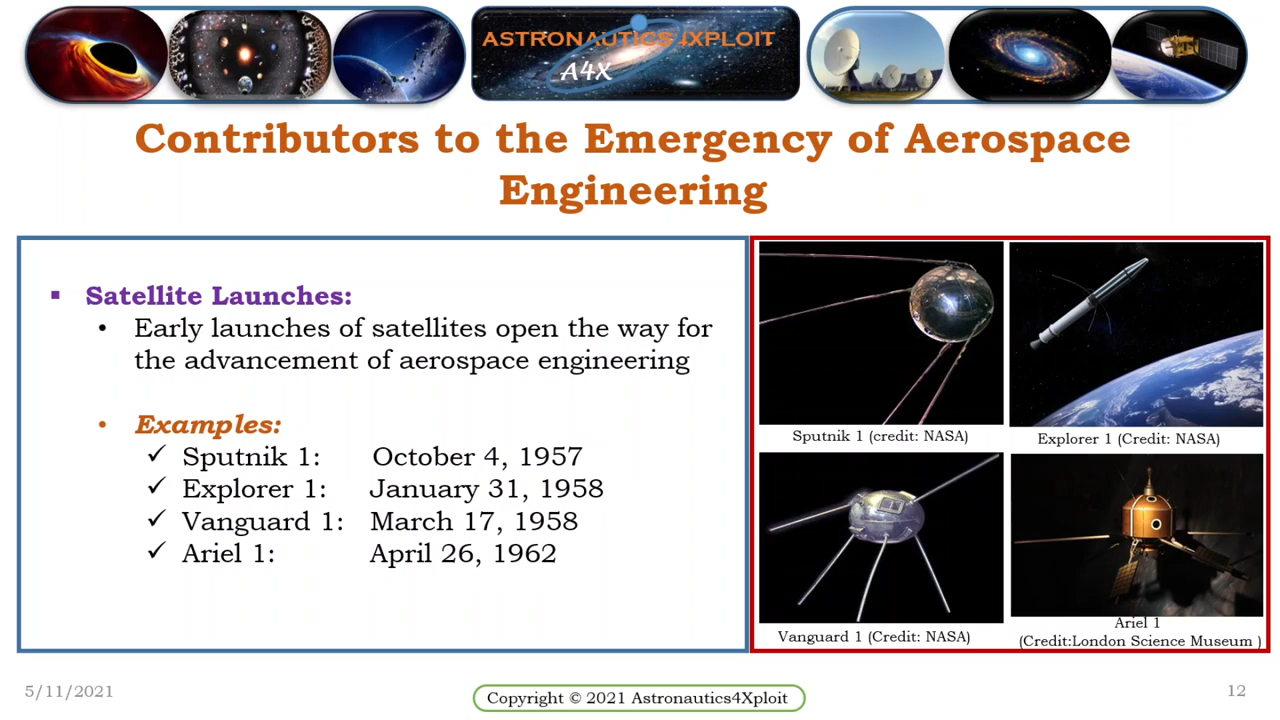 ASTRONAUTICS 4XPLOIT
A4X
Contributors to the Emergency of Aerospace
Engineering
Satellite Launches:
Early launches of satellites open the way for
the advancement of aerospace engineering
Examples:
Sputnik 1: October 4, 1957
Explorer 1: January 31, 1958
Vanguard 1: March 17, 1958
Ariel 1: April 26, 1962
Sputnik 1 (credit: NASA)
Explorer 1 (Credit: NASA)
Vanguard 1 (Credit: NASA)
Ariel 1
(Credit:London Science Museum )
5/11/2021
Copyright © 2021 Astronautics4Xploit
12